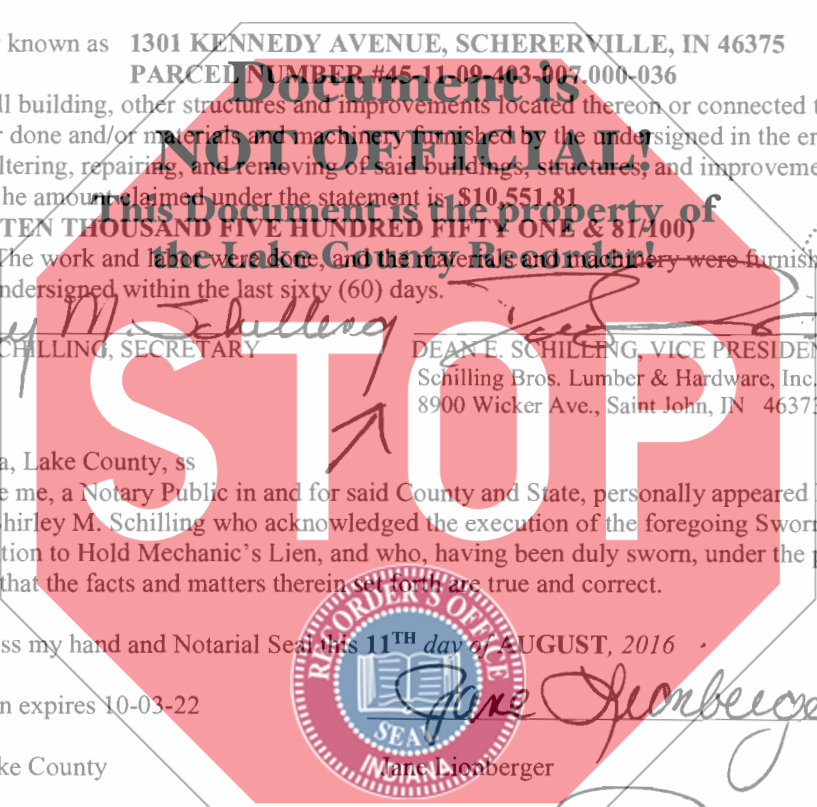 known as 1301 KENNEDY AVENUE, SCHERERVILLE, IN 46375
PARCEL NUMBER #45-11-09-403-007.000-036
Document is
ll building, other structures and improvements located thereon or connected t
r done and/or materials and machinery furnished by the undersigned in the er
NOT OFFICIAL!
ltering, repairing, and removing of said buildings, structures, and improveme
he amount claimed under the statement is $10,551.81
This Document is the property of
TEN THOUSAND FIVE HUNDRED FIFTY ONE & 81/100)
the Lake County Recorder!
The work and labor were done, and the materials and machinery were furnish
ndersigned within the last sixty (60) days.
y M. Schilling
CHILLING, SECRETARY DEAN E. SCHILLING, VICE PRESIDEN
Schilling Bros. Lumber & Hardware, Inc.
8900 Wicker Ave., Saint John, IN 46373
STOP
a, Lake County, ss
e me, a Notary Public in and for said County and State, personally appeared
hirley M. Schilling who acknowledged the execution of the foregoing Sworn
tion to Hold Mechanic's Lien, and who, having been duly sworn, under the p
that the facts and matters therein set forth are true and correct.
RECORDER'S OFFICE
ss my hand and Notarial Seal this 11TH day of AUGUST, 2016
n expires 10-03-22
Jane Lionberger
SEAL
INDIANA
ke County Jane Lionberger